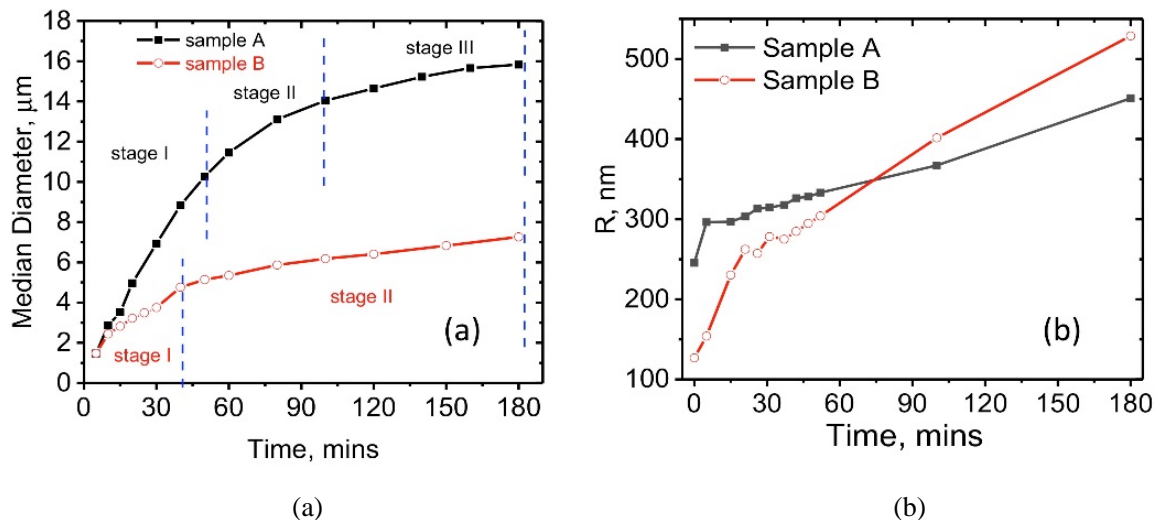 18
16
14
12
10
8
6
4
2
0
Median Diameter, μm
sample A
sample B
stage I
stage II
stage III
stage I
stage II
(a)
0 30 60 90 120 150 180
Time, mins
(a)
500
400
300
200
100
R, nm
Sample A
Sample B
(b)
0 30 60 90 120 150 180
Time, mins
(b)